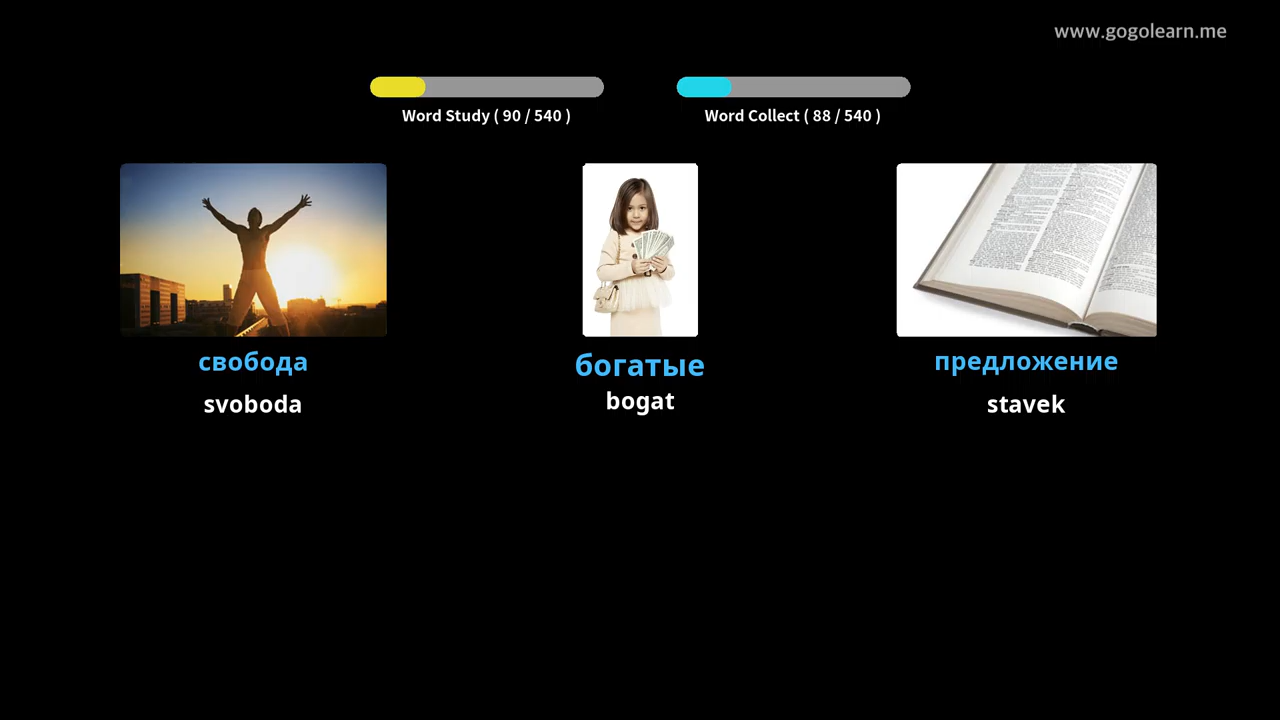 www.gogolearn.me
Word Study ( 90 / 540 )
Word Collect ( 88 / 540 )
свобода
богатые
предложение
svoboda
bogat
stavek